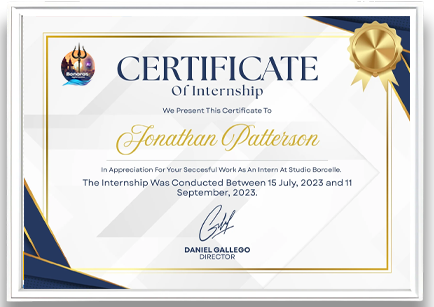 Banaras
CERTIFICATE
Of Internship
We Present This Certificate To
Jonathan Patterson
In Appreciation For Your Succesful Work As An Intern At Studio Borcelle.
The Internship Was Conducted Between 15 July, 2023 and 11
September, 2023.
DANIEL GALLEGO
DIRECTOR